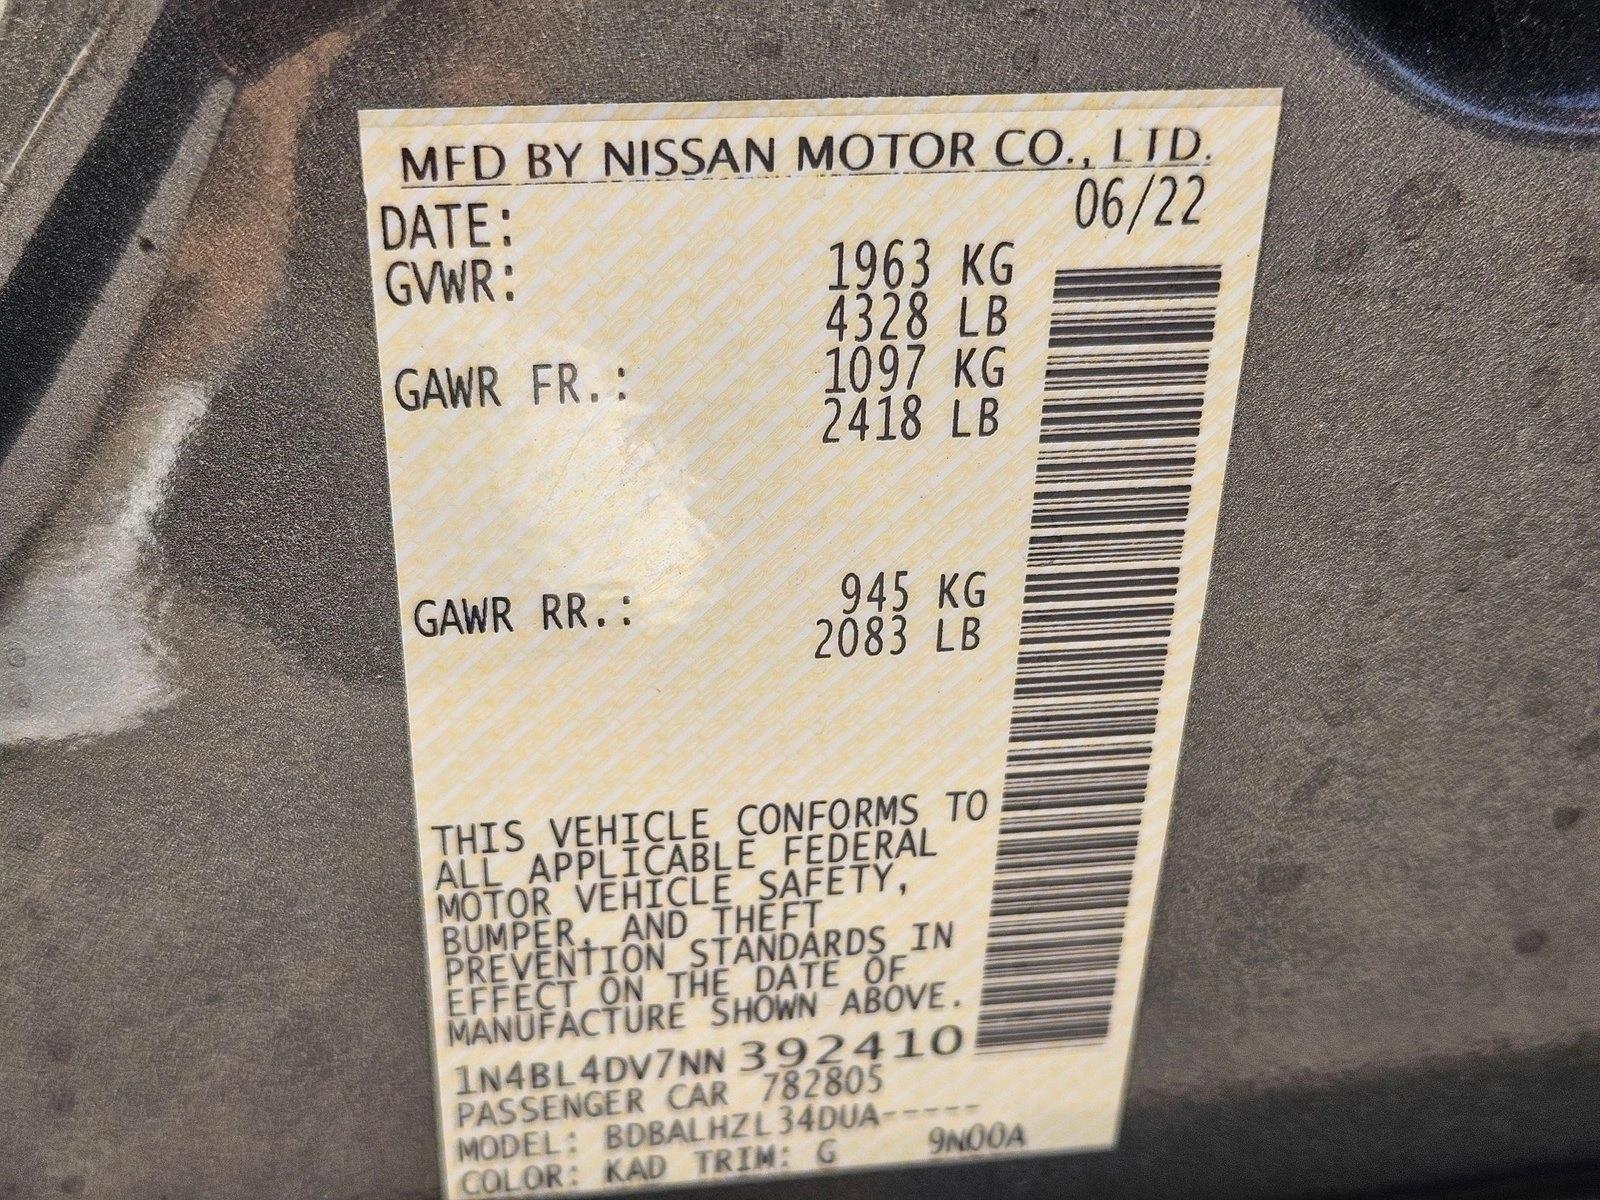 MFD BY NISSAN MOTOR CO., LTD.
DATE: 06/22
GVWR: 1963 KG
4328 LB
GAWR FR.: 1097 KG
2418 LB
GAWR RR.: 945 KG
2083 LB
THIS VEHICLE CONFORMS TO
ALL APPLICABLE FEDERAL
MOTOR VEHICLE SAFETY,
BUMPER, AND THEFT
PREVENTION STANDARDS IN
EFFECT ON THE DATE OF
MANUFACTURE SHOWN ABOVE.
1N4BL4DV7NN392410
PASSENGER CAR 782805
MODEL: BDBALHZL34DUA-----
COLOR: KAD TRIM: G 9N00A